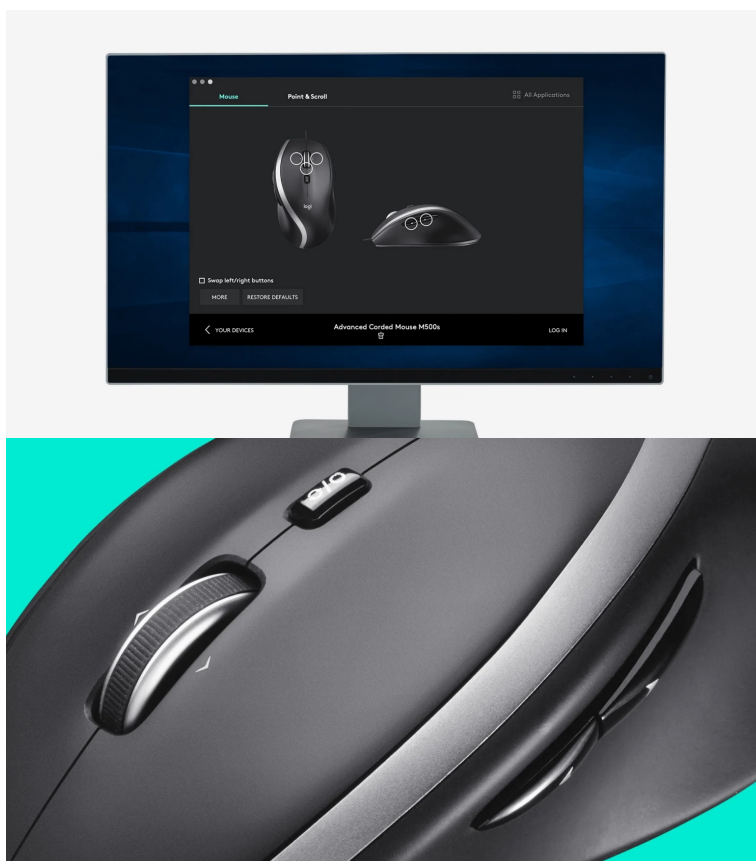 Mouse
Point & Scroll
All Applications
logi
Swap left/right buttons
MORE
RESTORE DEFAULTS
YOUR DEVICES
Advanced Corded Mouse M500s
LOG IN